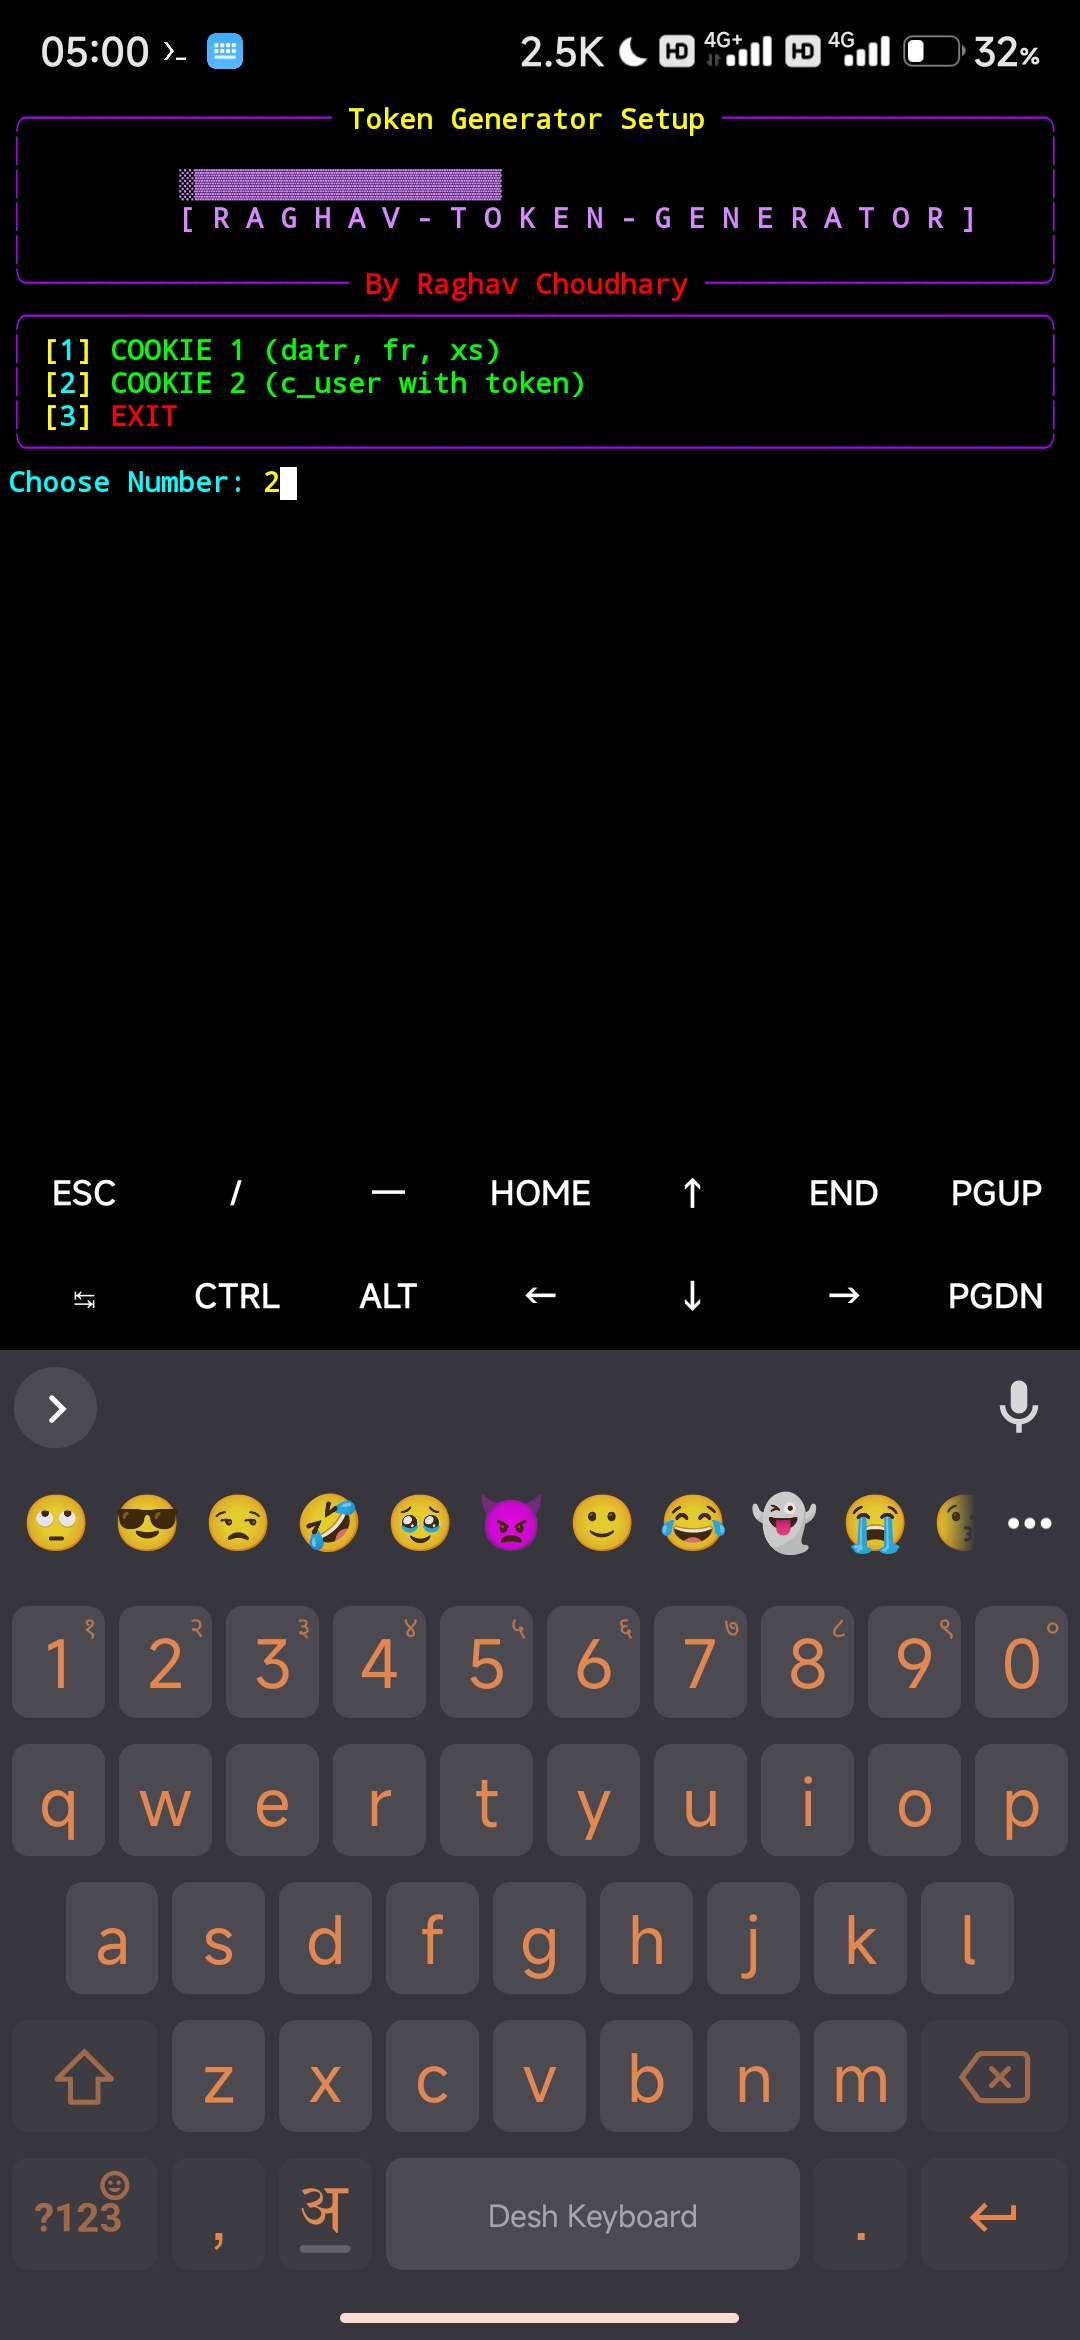 05:00 2.5K HD 4G+ HD 4G 32%
Token Generator Setup
[ R A G H A V - T O K E N - G E N E R A T O R ]
By Raghav Choudhary
[1] COOKIE 1 (datr, fr, xs)
[2] COOKIE 2 (c_user with token)
[3] EXIT
Choose Number: 2
ESC / — HOME ↑ END PGUP
↹ CTRL ALT ← ↓ → PGDN
1 १ 2 २ 3 ३ 4 ४ 5 ५ 6 ६ 7 ७ 8 ८ 9 ९ 0 ०
q w e r t y u i o p
a s d f g h j k l
z x c v b n m
?123 , अ Desh Keyboard .